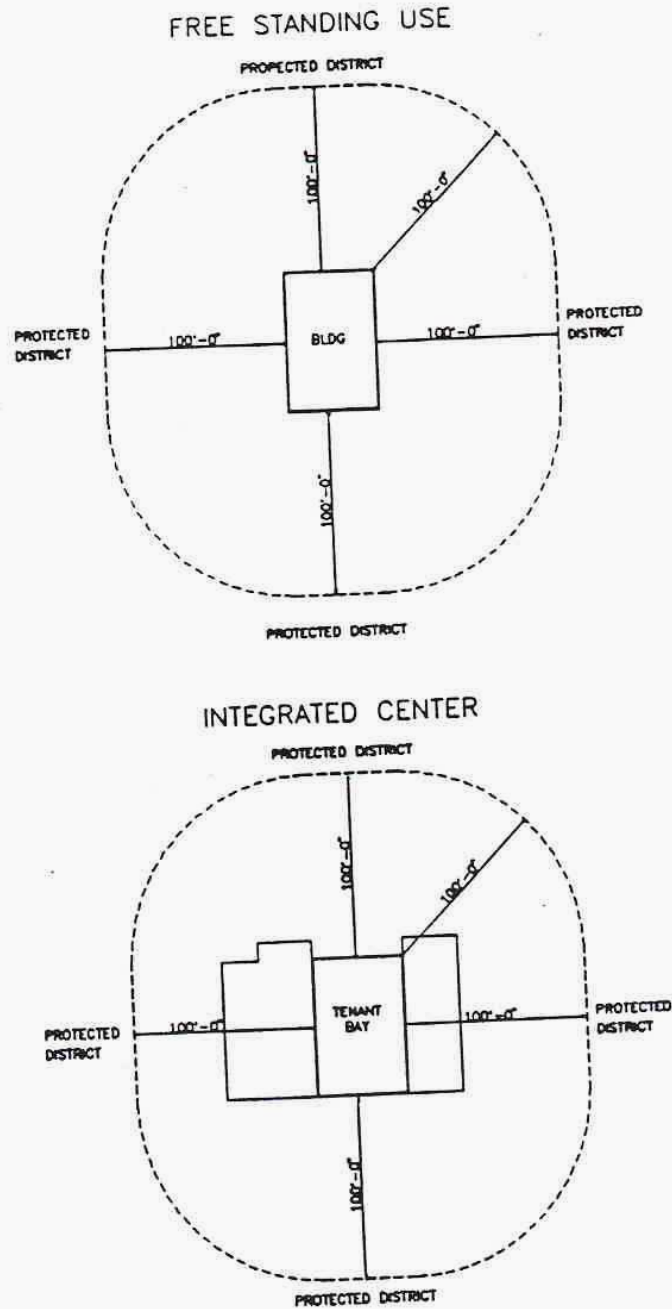 FREE STANDING USE
PROPECTED DISTRICT
100'-0"
100'-0"
PROTECTED
DISTRICT
100'-0"
BLDG
100'-0"
PROTECTED
DISTRICT
100'-0"
PROTECTED DISTRICT
INTEGRATED CENTER
PROTECTED DISTRICT
100'-0"
100'-0"
PROTECTED
DISTRICT
100'-0"
TENANT
BAY
100'-0"
PROTECTED
DISTRICT
100'-0"
PROTECTED DISTRICT